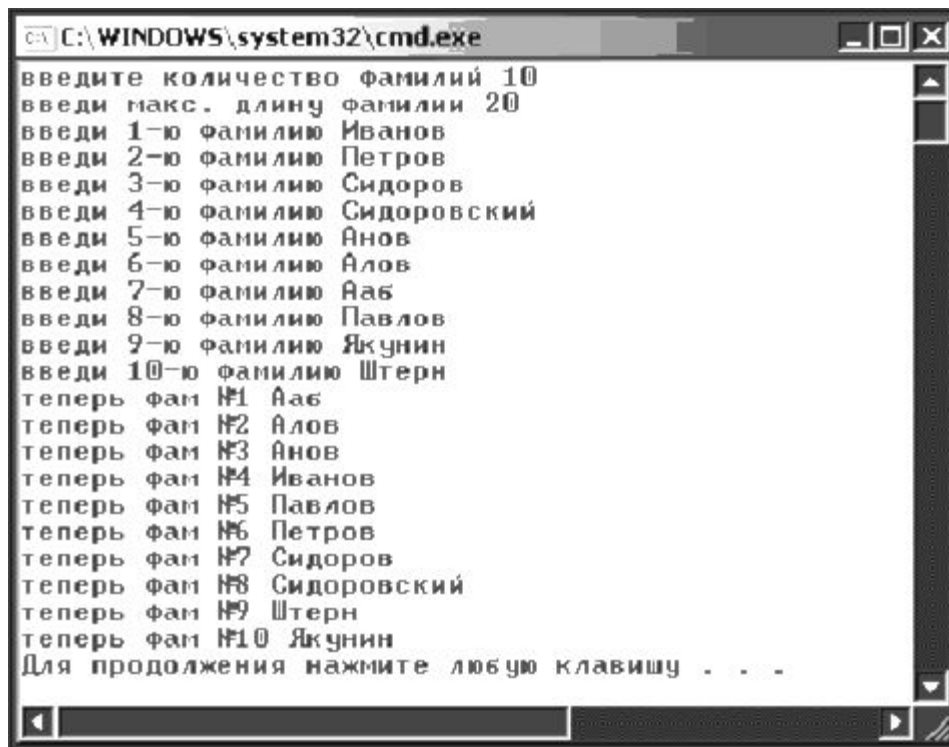 C:\WINDOWS\system32\cmd.exe
введите количество фамилий 10
введи макс. длину фамилии 20
введи 1-ю фамилию Иванов
введи 2-ю фамилию Петров
введи 3-ю фамилию Сидоров
введи 4-ю фамилию Сидоровский
введи 5-ю фамилию Анов
введи 6-ю фамилию Алов
введи 7-ю фамилию Ааб
введи 8-ю фамилию Павлов
введи 9-ю фамилию Якунин
введи 10-ю фамилию Штерн
теперь фам №1 Ааб
теперь фам №2 Алов
теперь фам №3 Анов
теперь фам №4 Иванов
теперь фам №5 Павлов
теперь фам №6 Петров
теперь фам №7 Сидоров
теперь фам №8 Сидоровский
теперь фам №9 Штерн
теперь фам №10 Якунин
Для продолжения нажмите любую клавишу . . .